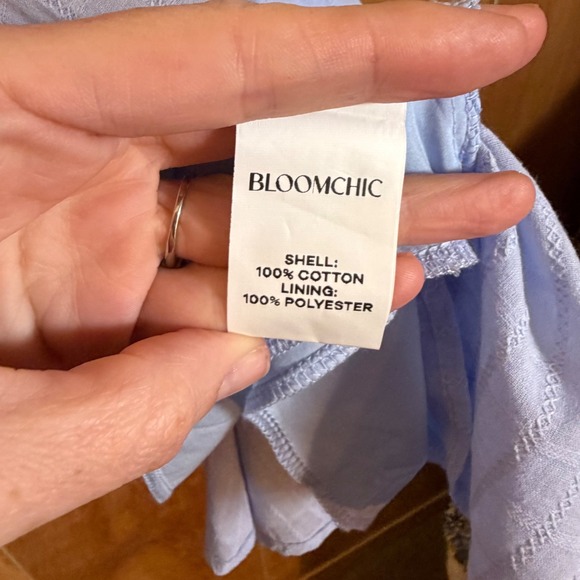 BLOOMCHIC
SHELL:
100% COTTON
LINING:
100% POLYESTER